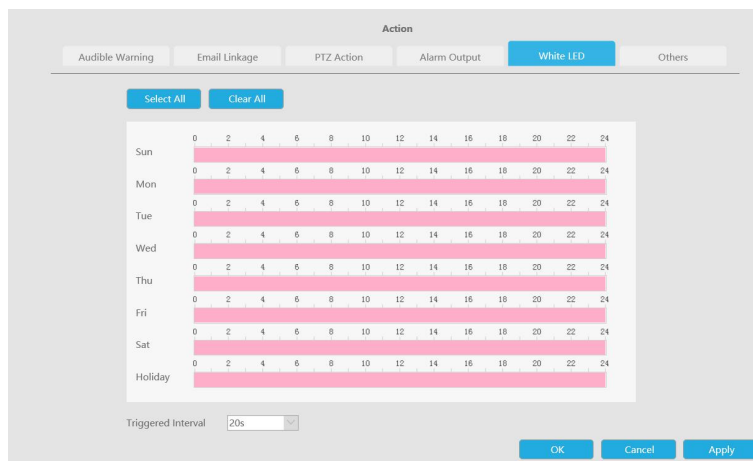 Action
Audible Warning Email Linkage PTZ Action Alarm Output White LED Others
Select All Clear All
0 2 4 6 8 10 12 14 16 18 20 22 24
Sun
0 2 4 6 8 10 12 14 16 18 20 22 24
Mon
0 2 4 6 8 10 12 14 16 18 20 22 24
Tue
0 2 4 6 8 10 12 14 16 18 20 22 24
Wed
0 2 4 6 8 10 12 14 16 18 20 22 24
Thu
0 2 4 6 8 10 12 14 16 18 20 22 24
Fri
0 2 4 6 8 10 12 14 16 18 20 22 24
Sat
0 2 4 6 8 10 12 14 16 18 20 22 24
Holiday
Triggered Interval 20s
OK Cancel Apply